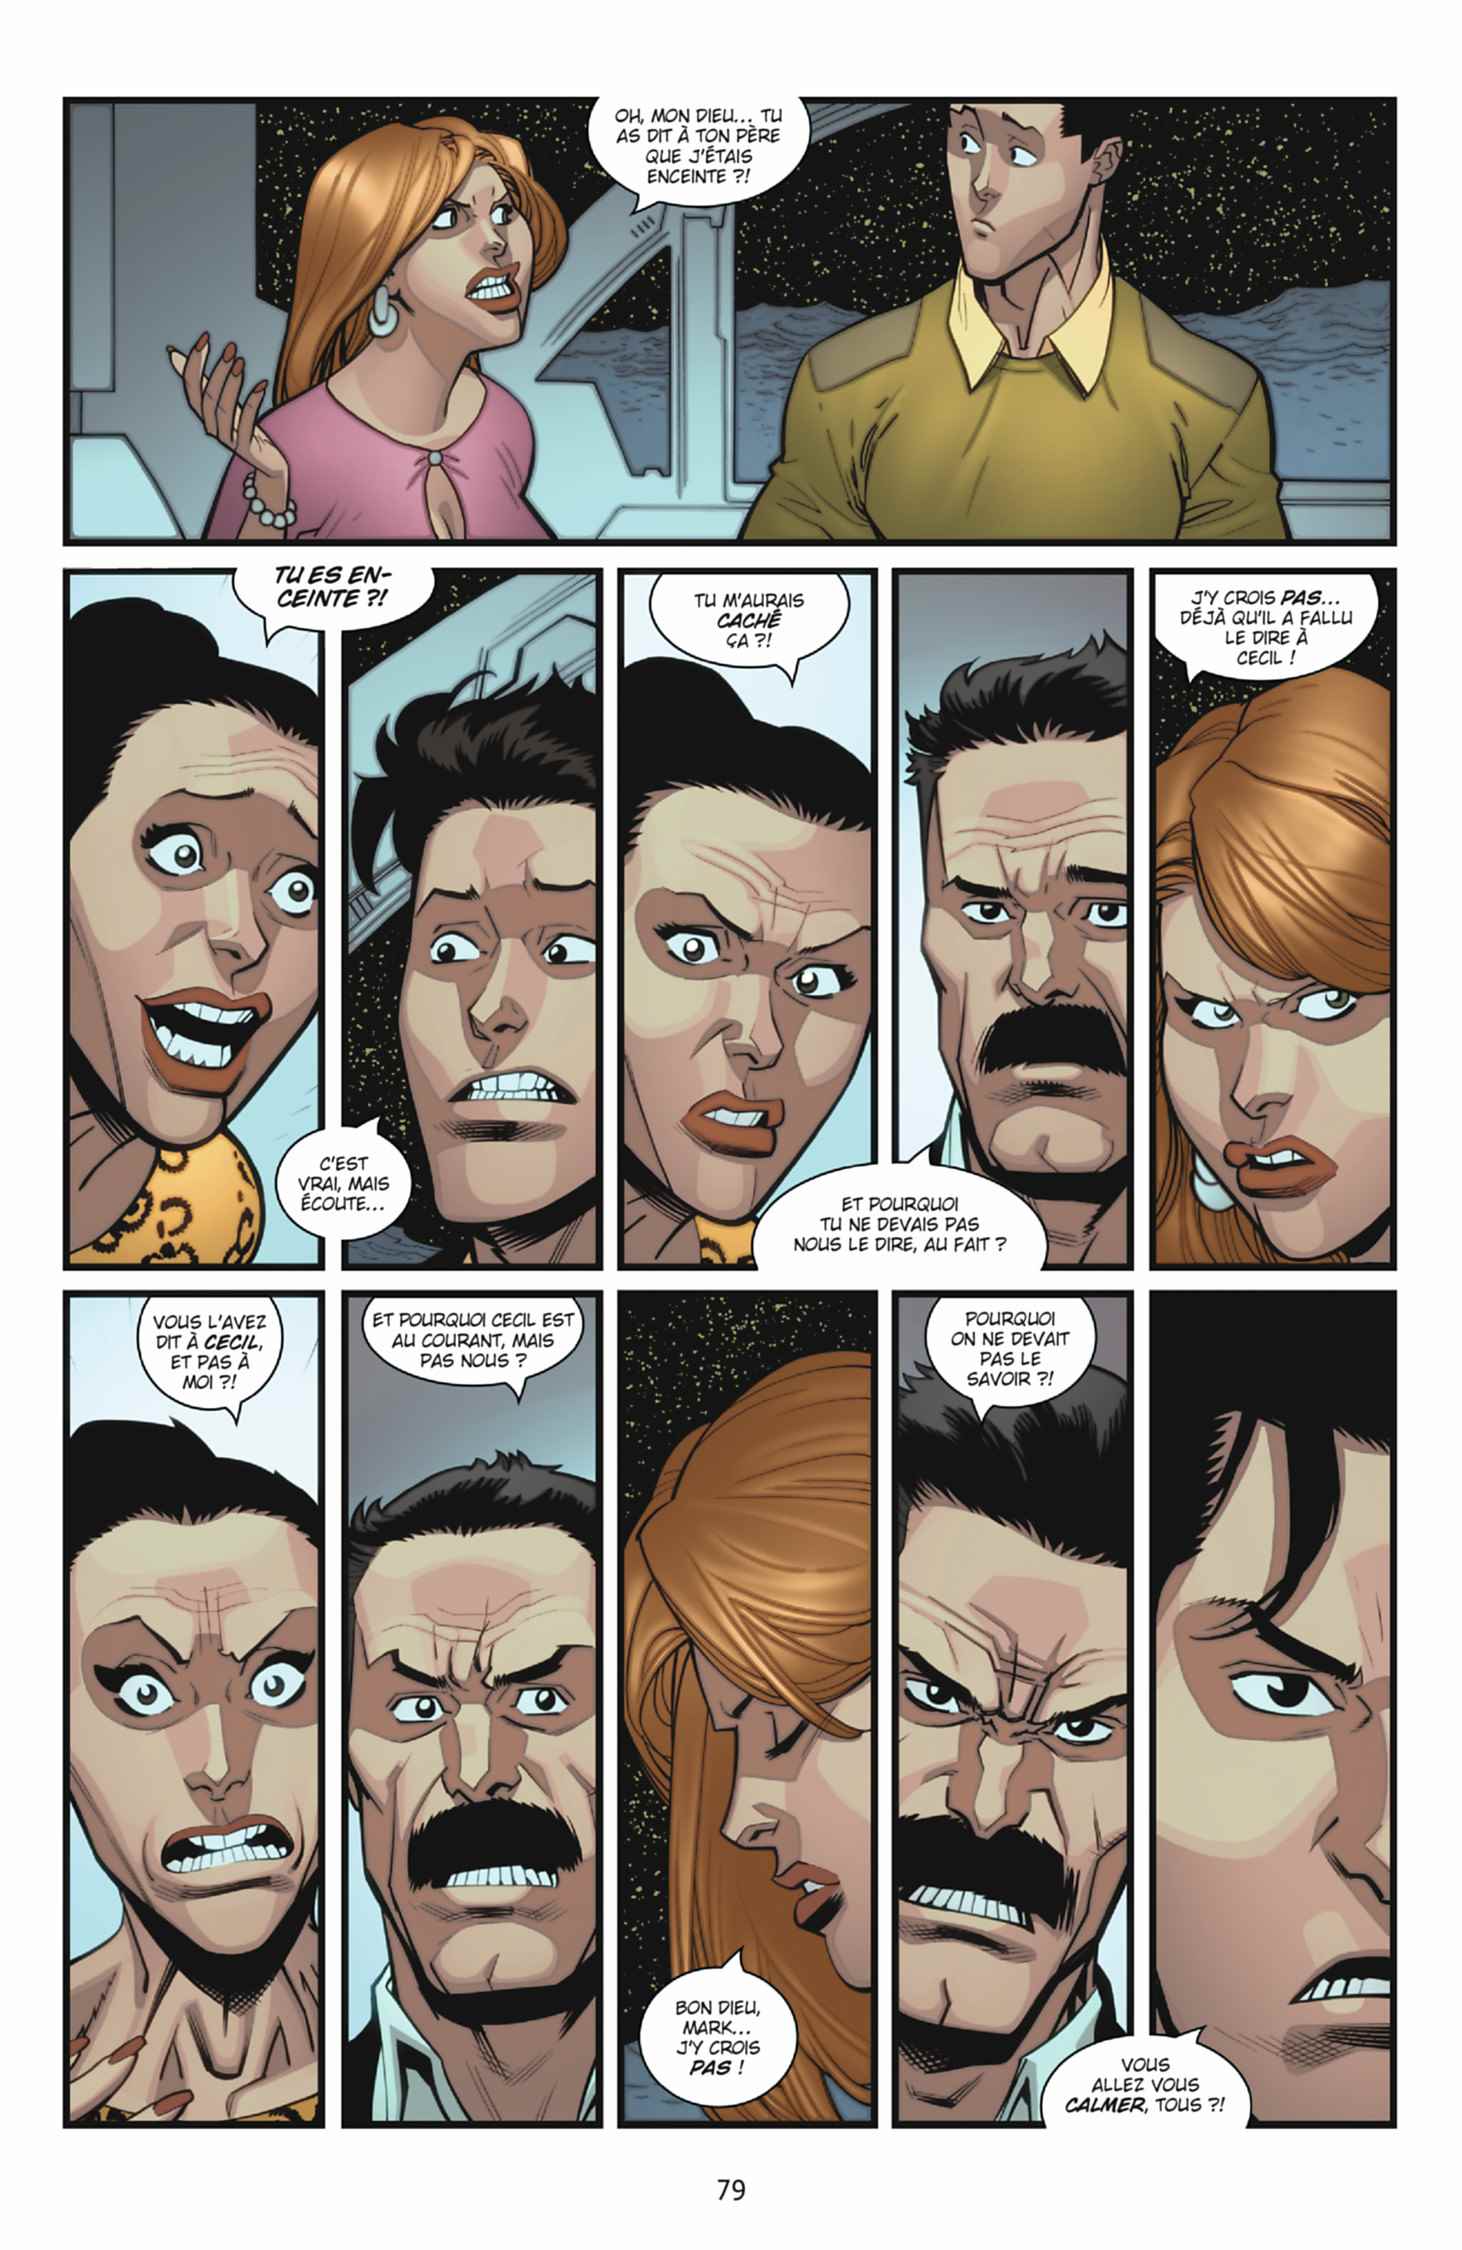 OH, MON DIEU... TU
AS DIT À TON PÈRE
QUE J'ÉTAIS
ENCEINTE ?!
TU ES EN-
CEINTE ?!
C'EST
VRAI, MAIS
ÉCOUTE...
TU M'AURAIS
CACHÉ
ÇA ?!
ET POURQUOI
TU NE DEVAIS PAS
NOUS LE DIRE, AU FAIT ?
J'Y CROIS PAS...
DÉJÀ QU'IL A FALLU
LE DIRE À
CECIL !
VOUS L'AVEZ
DIT À CECIL,
ET PAS À
MOI ?!
ET POURQUOI CECIL EST
AU COURANT, MAIS
PAS NOUS ?
BON DIEU,
MARK...
J'Y CROIS
PAS !
POURQUOI
ON NE DEVAIT
PAS LE
SAVOIR ?!
VOUS
ALLEZ VOUS
CALMER, TOUS ?!
79